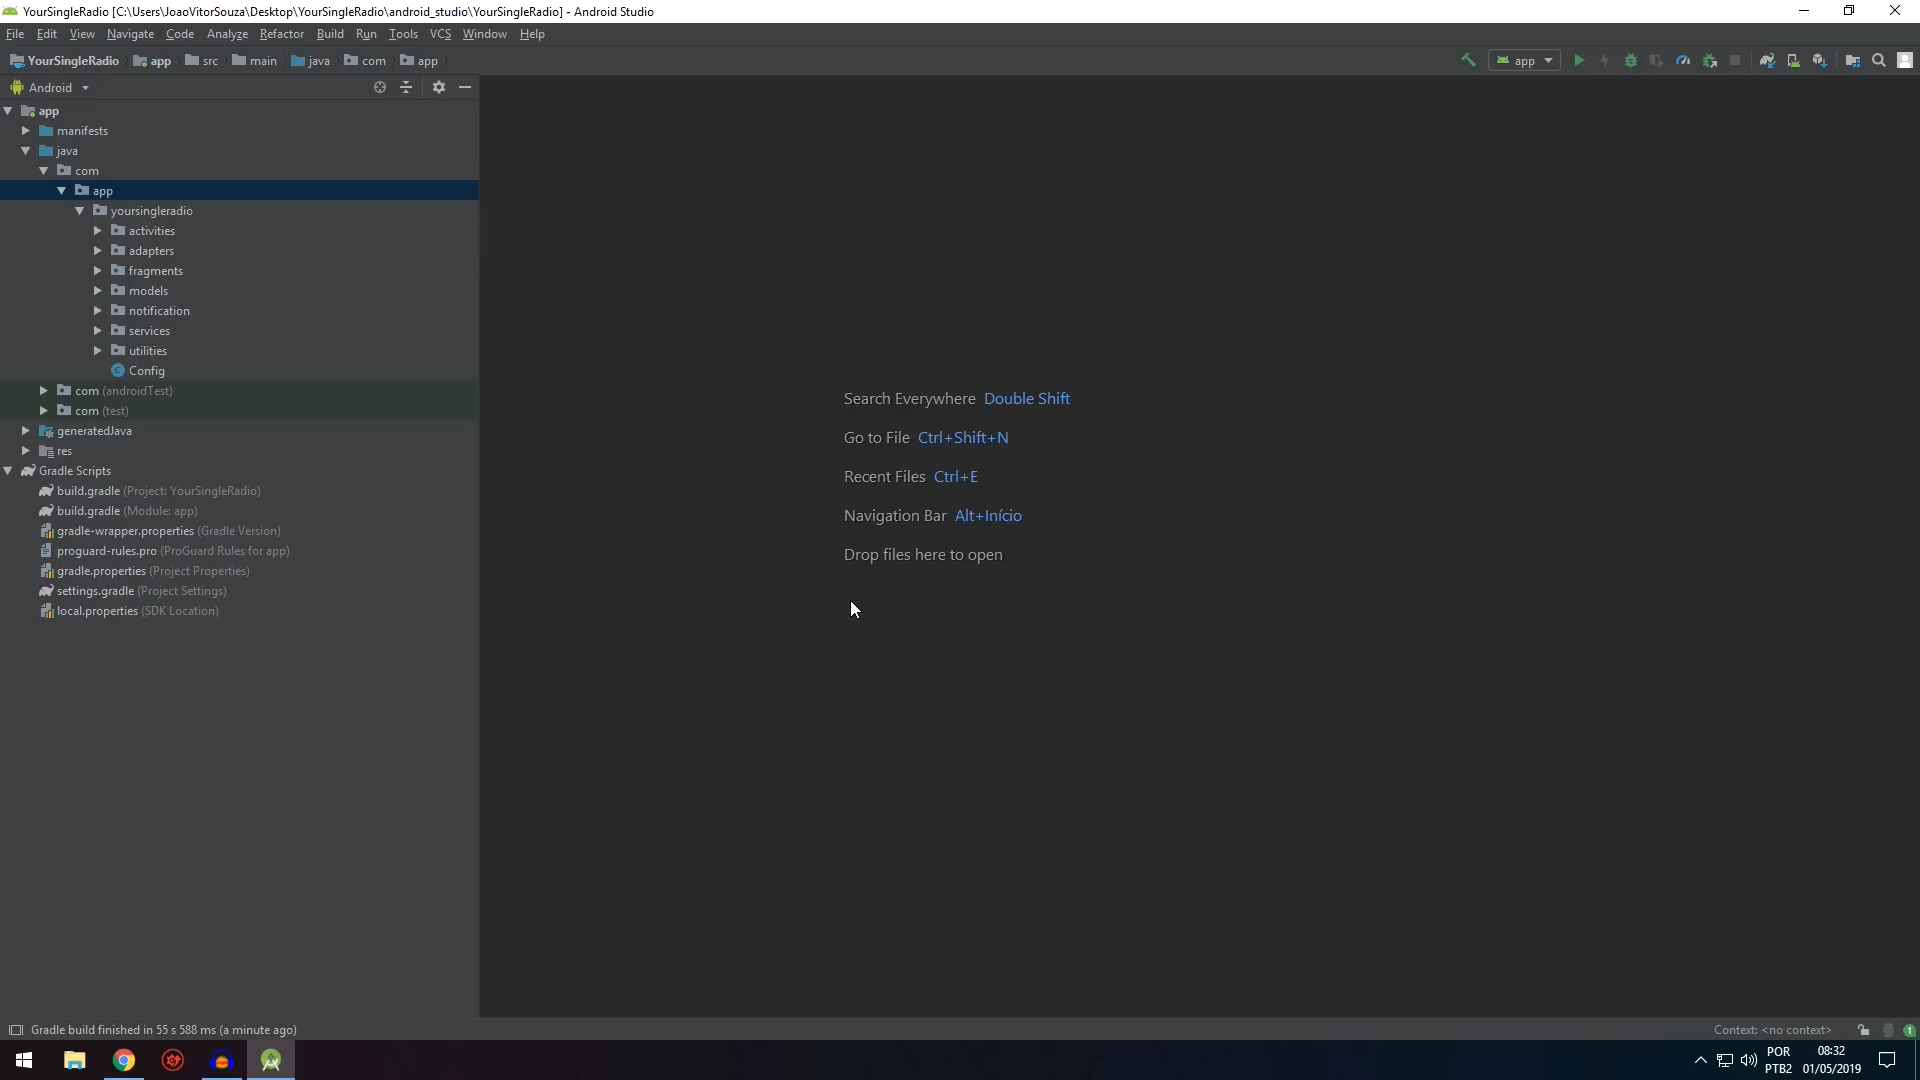 YourSingleRadio [C:\Users\JoaoVitorSouza\Desktop\YourSingleRadio\android_studio\YourSingleRadio] - Android Studio
File Edit View Navigate Code Analyze Refactor Build Run Tools VCS Window Help
YourSingleRadio app src main java com app
app
Android
app
manifests
java
com
app
yoursingleradio
activities
adapters
fragments
models
notification
services
utilities
Config
com (androidTest)
com (test)
generatedJava
res
Gradle Scripts
build.gradle (Project: YourSingleRadio)
build.gradle (Module: app)
gradle-wrapper.properties (Gradle Version)
proguard-rules.pro (ProGuard Rules for app)
gradle.properties (Project Properties)
settings.gradle (Project Settings)
local.properties (SDK Location)
Search Everywhere Double Shift
Go to File Ctrl+Shift+N
Recent Files Ctrl+E
Navigation Bar Alt+Início
Drop files here to open
Gradle build finished in 55 s 588 ms (a minute ago)
Context: <no context>
1
POR
PTB2
08:32
01/05/2019